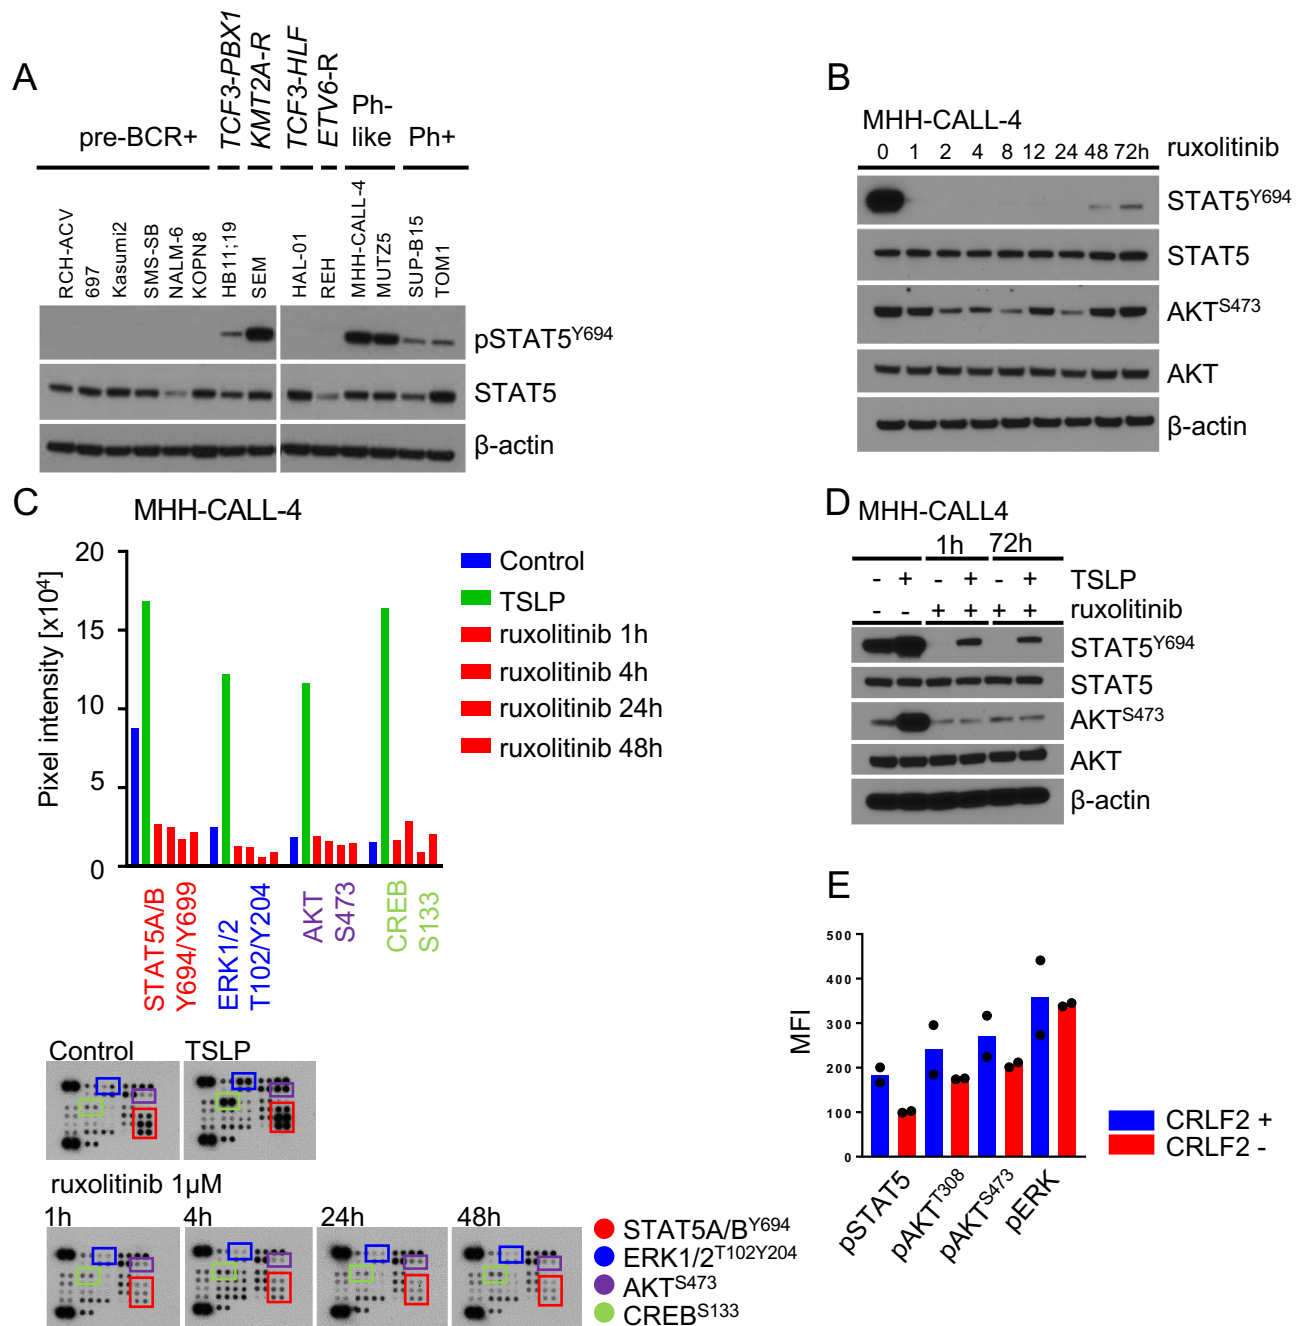 A
pre-BCR+
TCF3-PBX1
KMT2A-R
TCF3-HLF
ETV6-R
Ph-
like
Ph+
RCH-ACV
697
Kasumi2
SMS-SB
NALM-6
KOPN8
HB11;19
SEM
HAL-01
REH
MHH-CALL-4
MUTZ5
SUP-B15
TOM1
pSTAT5Y694
STAT5
β-actin
B
MHH-CALL-4
0 1 2 4 8 12 24 48 72h ruxolitinib
STAT5Y694
STAT5
AKTS473
AKT
β-actin
C
MHH-CALL-4
Pixel intensity [x10⁴]
20
15
10
5
0
Control
TSLP
ruxolitinib 1h
ruxolitinib 4h
ruxolitinib 24h
ruxolitinib 48h
STAT5A/B
Y694/Y699
ERK1/2
T102/Y204
AKT
S473
CREB
S133
Control TSLP
ruxolitinib 1µM
1h 4h 24h 48h
STAT5A/BY694
ERK1/2T102Y204
AKTS473
CREBS133
D
MHH-CALL4
1h 72h
- + - + - + TSLP
- - + + + + ruxolitinib
STAT5Y694
STAT5
AKTS473
AKT
β-actin
E
MFI
500
400
300
200
100
0
pSTAT5
pAKTT308
pAKTS473
pERK
CRLF2 +
CRLF2 -